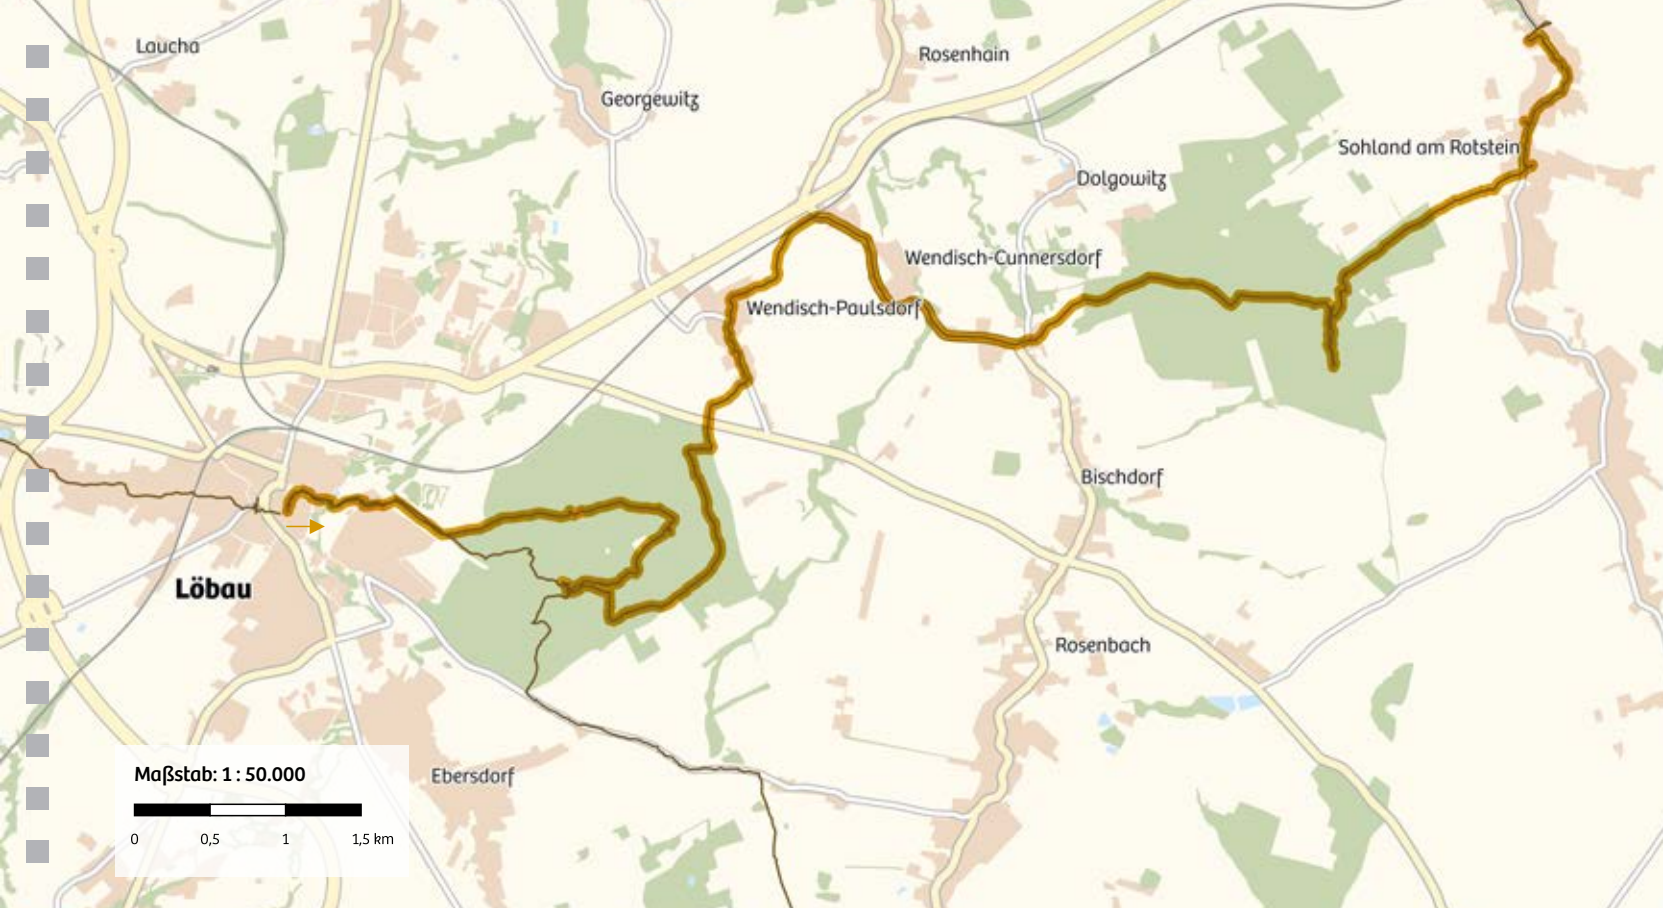 Laucha
Rosenhain
Georgewitz
Sohland am Rotstein
Dolgowitz
Wendisch-Cunnersdorf
Wendisch-Paulsdorf
Bischdorf
Löbau
Rosenbach
Ebersdorf
Maßstab: 1 : 50.000
0 0,5 1 1,5 km